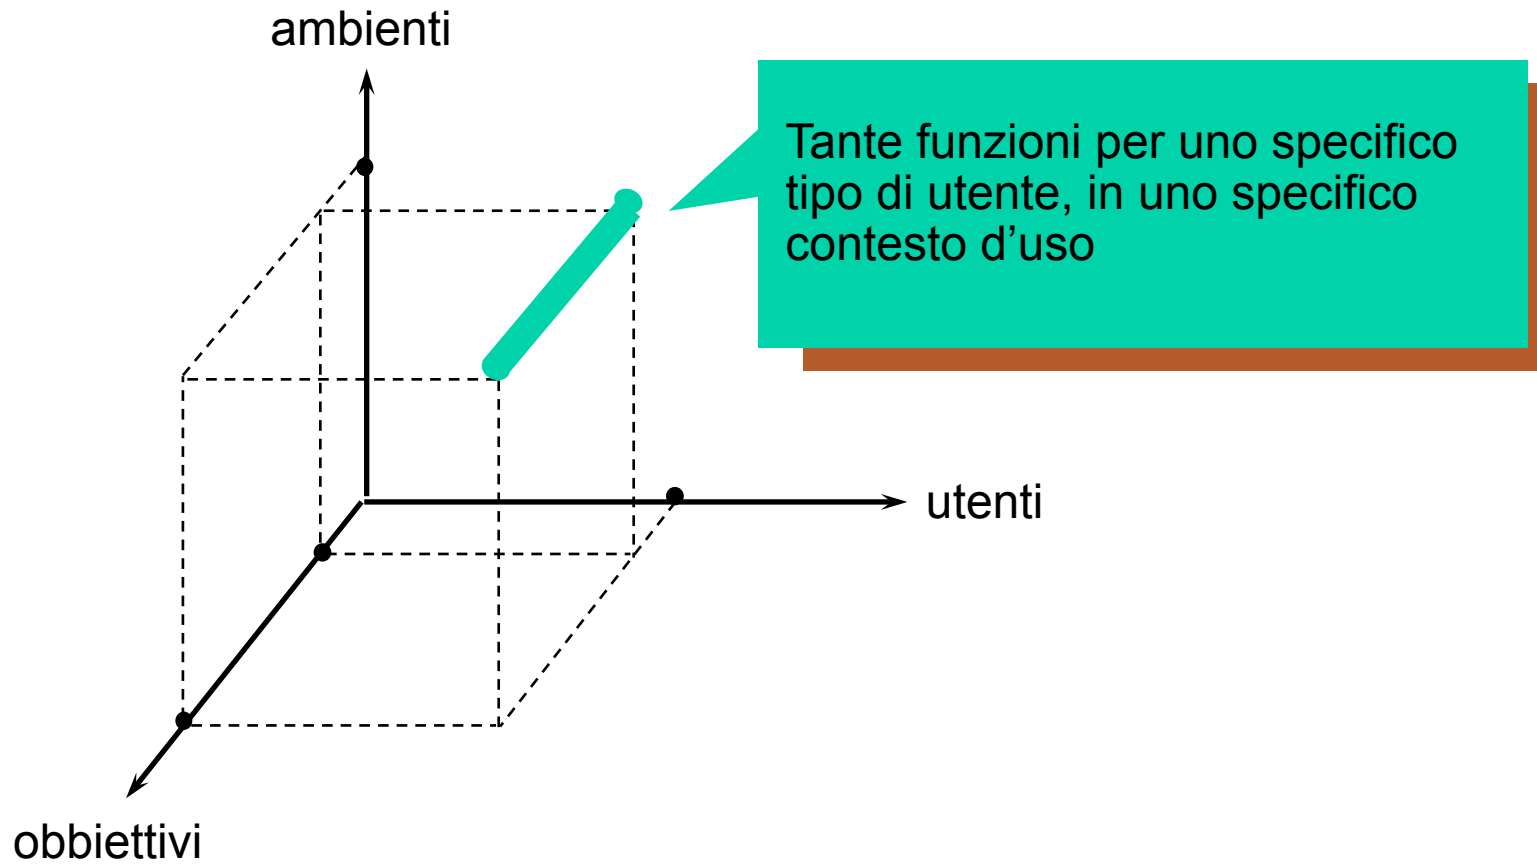 ambienti
Tante funzioni per uno specifico
tipo di utente, in uno specifico
contesto d’uso
utenti
obbiettivi